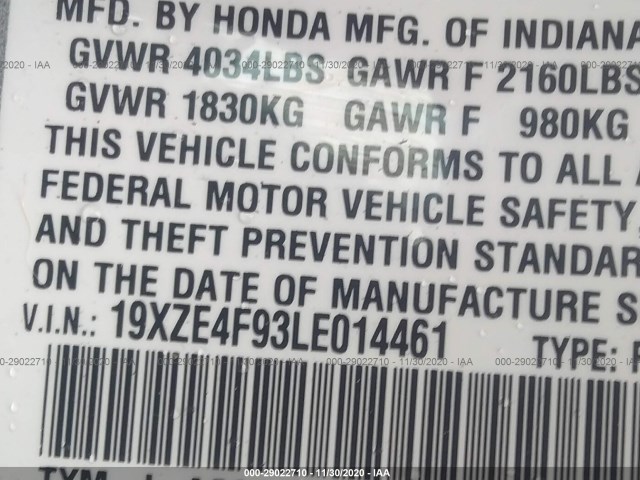 MFD. BY HONDA MFG. OF INDIANA
GVWR 4034LBS GAWR F 2160LBS
GVWR 1830KG GAWR F 980KG
THIS VEHICLE CONFORMS TO ALL
FEDERAL MOTOR VEHICLE SAFETY,
AND THEFT PREVENTION STANDAR
ON THE DATE OF MANUFACTURE S
V.I.N.: 19XZE4F93LE014461 TYPE: P
000-29022710 - 11/30/2020 - IAA